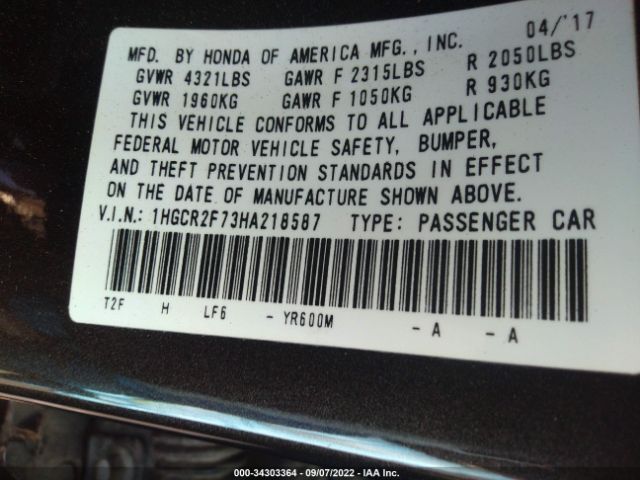 04/'17
MFD. BY HONDA OF AMERICA MFG., INC.
GVWR 4321LBS GAWR F 2315LBS R 2050LBS
GVWR 1960KG GAWR F 1050KG R 930KG
THIS VEHICLE CONFORMS TO ALL APPLICABLE
FEDERAL MOTOR VEHICLE SAFETY, BUMPER,
AND THEFT PREVENTION STANDARDS IN EFFECT
ON THE DATE OF MANUFACTURE SHOWN ABOVE.
V.I.N.: 1HGCR2F73HA218587 TYPE: PASSENGER CAR
T2F H LF6 - YR600M - A - A
000-34303364 - 09/07/2022 - IAA Inc.